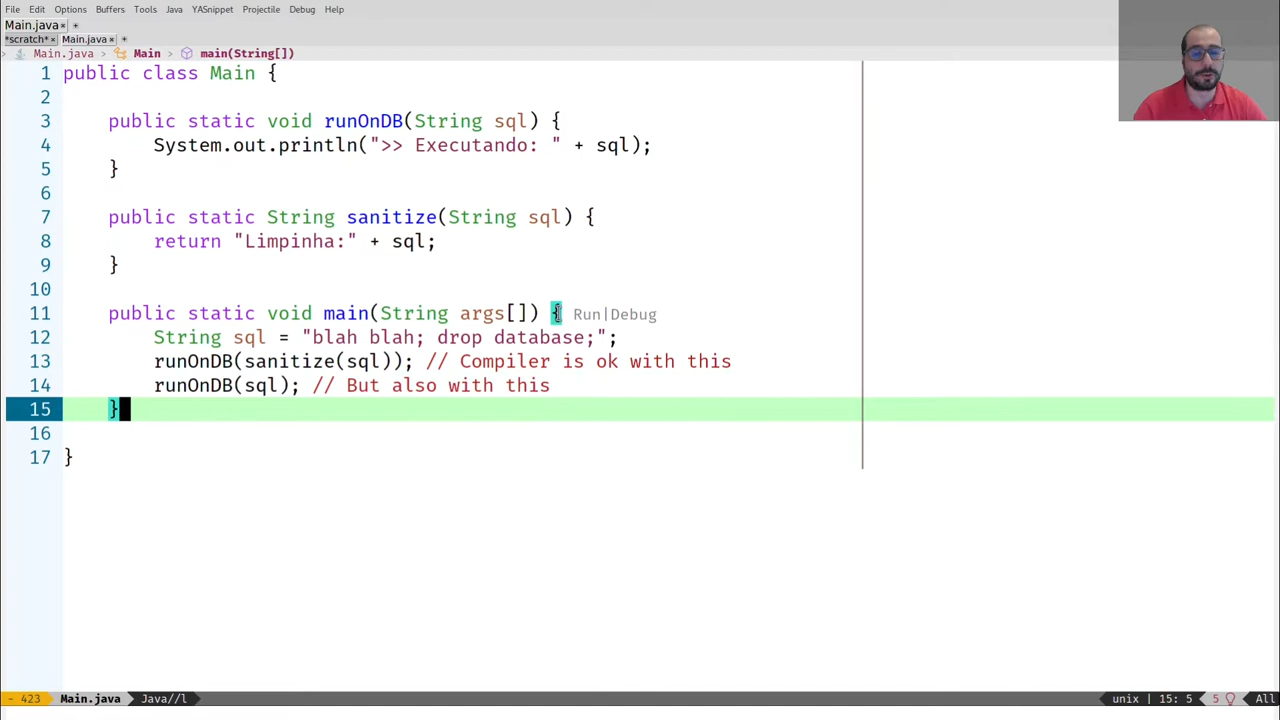 File Edit Options Buffers Tools Java YASnippet Projectile Debug Help
Main.java× +
*scratch*× Main.java× +
> Main.java > Main > main(String[])
1 public class Main {
2
3 public static void runOnDB(String sql) {
4 System.out.println(">> Executando: " + sql);
5 }
6
7 public static String sanitize(String sql) {
8 return "Limpinha:" + sql;
9 }
10
11 public static void main(String args[]) { Run|Debug
12 String sql = "blah blah; drop database;";
13 runOnDB(sanitize(sql)); // Compiler is ok with this
14 runOnDB(sql); // But also with this
15 }
16
17 }
- 423 Main.java Java//l unix | 15: 5 5 All